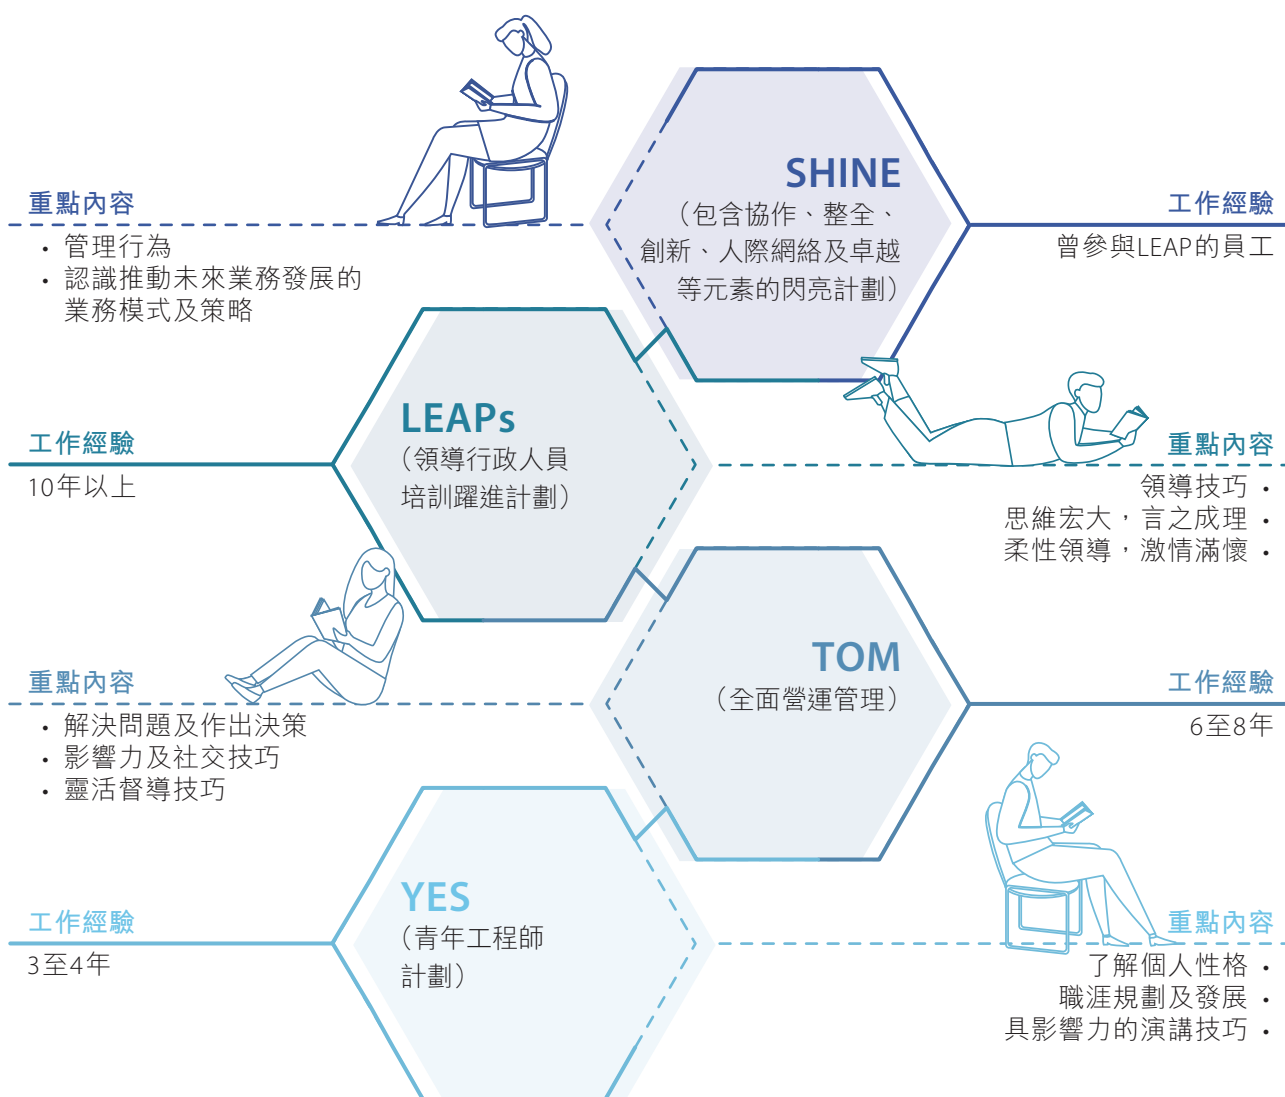 SHINE
（包含協作、整全、
創新、人際網絡及卓越
等元素的閃亮計劃）
重點內容
• 管理行為
• 認識推動未來業務發展的
業務模式及策略
工作經驗
曾參與LEAP的員工
LEAPs
（領導行政人員
培訓躍進計劃）
工作經驗
10年以上
重點內容
領導技巧 •
思維宏大，言之成理 •
柔性領導，激情滿懷 •
TOM
（全面營運管理）
重點內容
• 解決問題及作出決策
• 影響力及社交技巧
• 靈活督導技巧
工作經驗
6至8年
YES
（青年工程師
計劃）
工作經驗
3至4年
重點內容
了解個人性格 •
職涯規劃及發展 •
具影響力的演講技巧 •